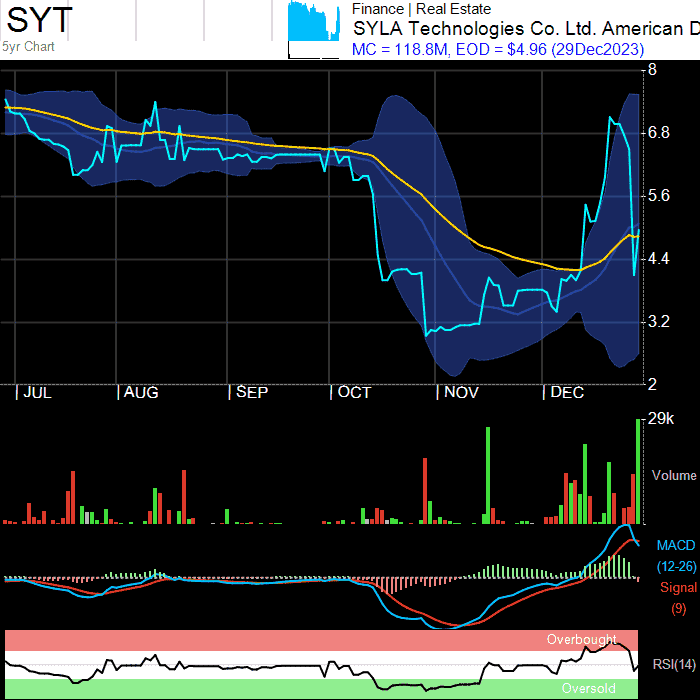 SYT
5yr Chart
Finance | Real Estate
SYLA Technologies Co. Ltd. American D
MC = 118.8M, EOD = $4.96 (29Dec2023)
8
6.8
5.6
4.4
3.2
2
JUL AUG SEP OCT NOV DEC
29k
Volume
MACD
(12-26)
Signal
(9)
Overbought
RSI(14)
Oversold